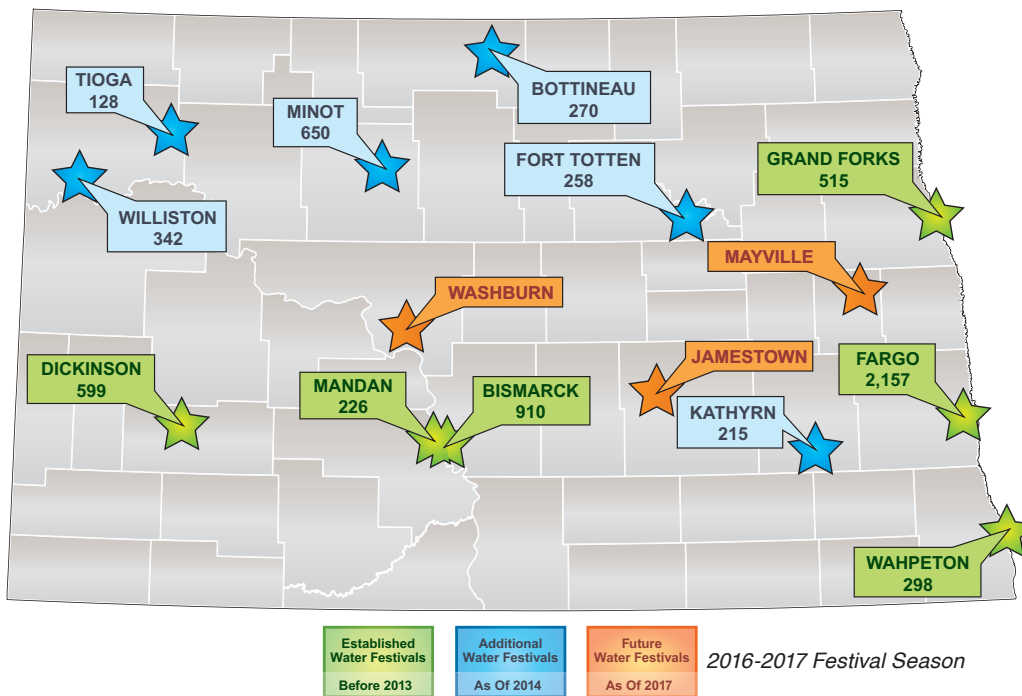 TIOGA
128
MINOT
650
BOTTINEAU
270
FORT TOTTEN
258
GRAND FORKS
515
WILLISTON
342
MAYVILLE
WASHBURN
DICKINSON
599
MANDAN
226
BISMARCK
910
JAMESTOWN
FARGO
2,157
KATHYRN
215
WAHPETON
298
Established
Water Festivals
Before 2013
Additional
Water Festivals
As Of 2014
Future
Water Festivals
As Of 2017
2016-2017 Festival Season